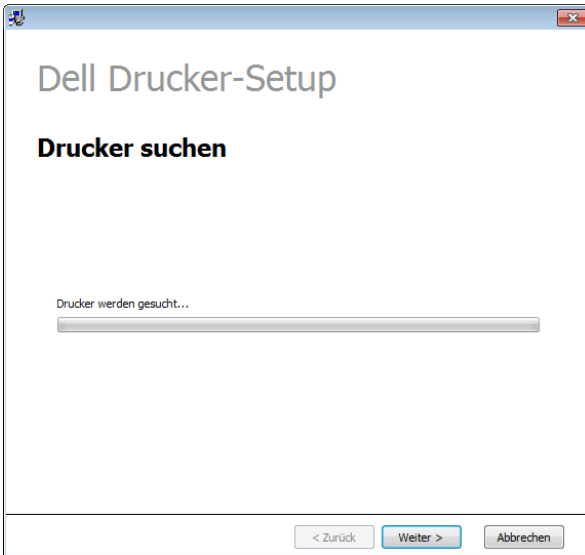 Dell Drucker-Setup
Drucker suchen
Drucker werden gesucht...
< Zurück Weiter > Abbrechen